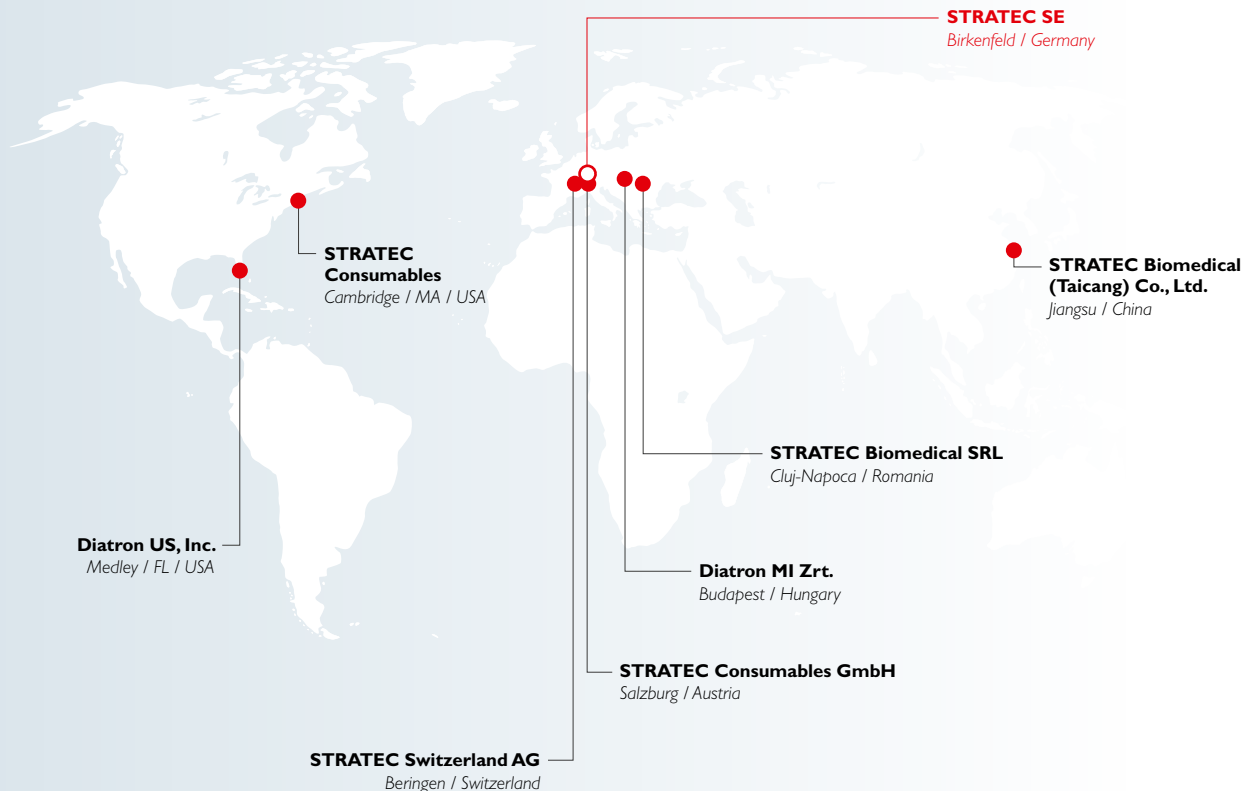 STRATEC SE
Birkenfeld / Germany
STRATEC
Consumables
Cambridge / MA / USA
STRATEC Biomedical
(Taicang) Co., Ltd.
Jiangsu / China
STRATEC Biomedical SRL
Cluj-Napoca / Romania
Diatron US, Inc.
Medley / FL / USA
Diatron MI Zrt.
Budapest / Hungary
STRATEC Consumables GmbH
Salzburg / Austria
STRATEC Switzerland AG
Beringen / Switzerland